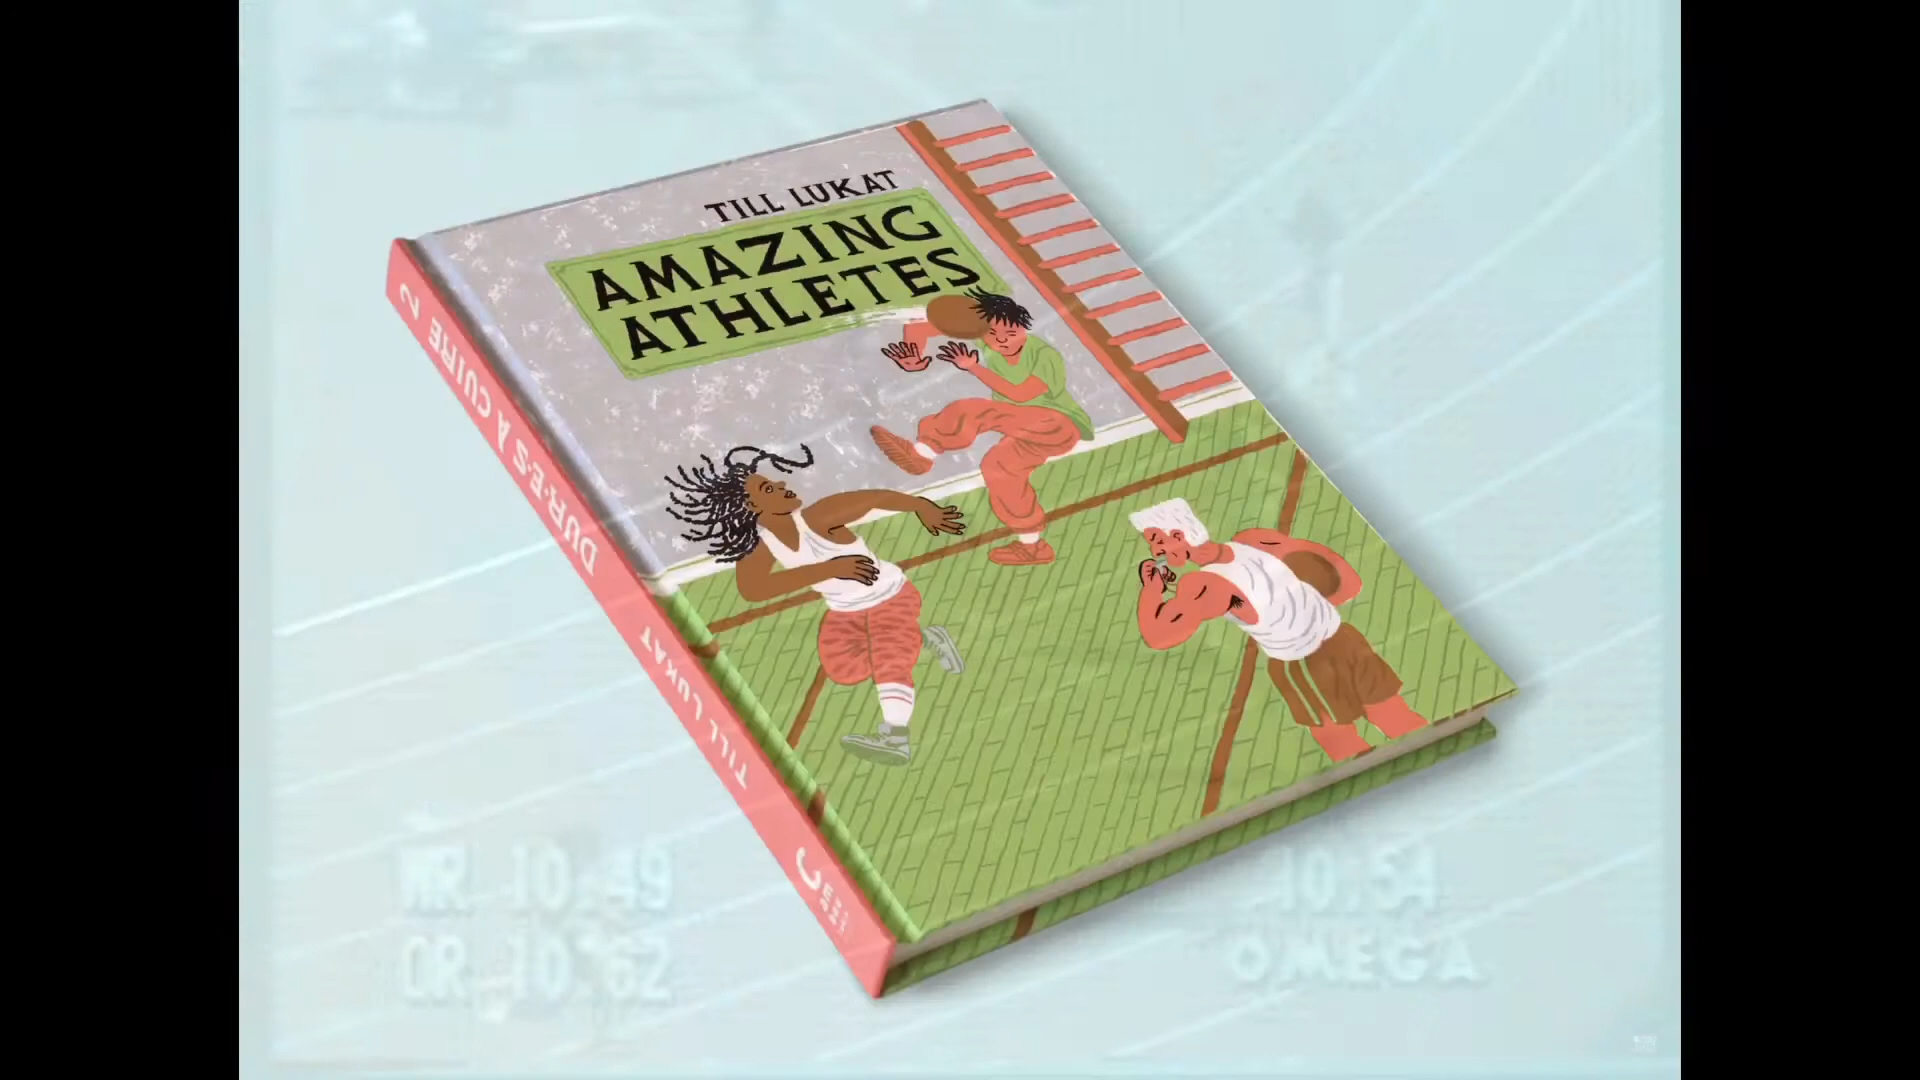 TILL LUKAT
AMAZING
ATHLETES
DUR·E·S À CUIRE 2
TILL LUKAT
WR 10.49
OR 10.62
10.54
OMEGA